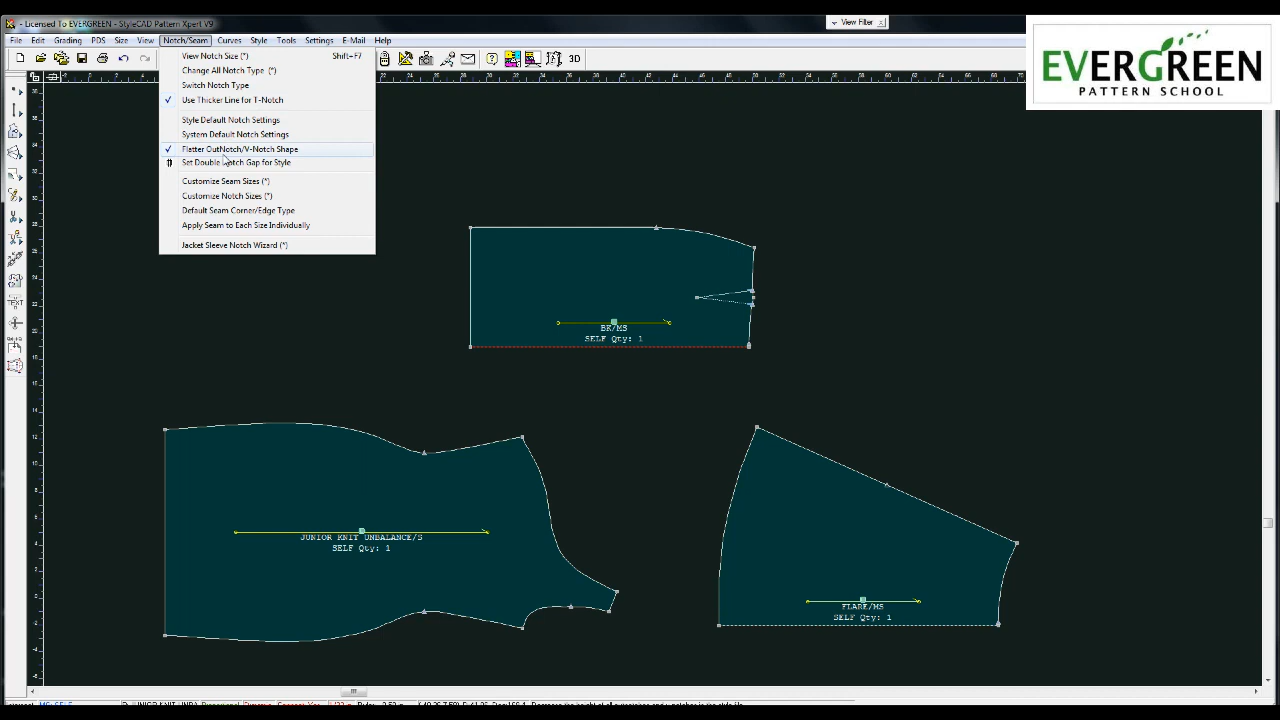 - Licensed To EVERGREEN - StyleCAD Pattern Xpert V9
View Filter
File Edit Grading PDS Size View Notch/Seam Curves Style Tools Settings E-Mail Help
View Notch Size (*) Shift+F7
Change All Notch Type (*)
Switch Notch Type
Use Thicker Line for T-Notch
Style Default Notch Settings
System Default Notch Settings
Flatter OutNotch/V-Notch Shape
Set Double Notch Gap for Style
Customize Seam Sizes (*)
Customize Notch Sizes (*)
Default Seam Corner/Edge Type
Apply Seam to Each Size Individually
Jacket Sleeve Notch Wizard (*)
3D
EVERGREEN
PATTERN SCHOOL
TEXT
BK/MS
SELF Qty: 1
JUNIOR KNIT UNBALANCE/S
SELF Qty: 1
FLARE/MS
SELF Qty: 1